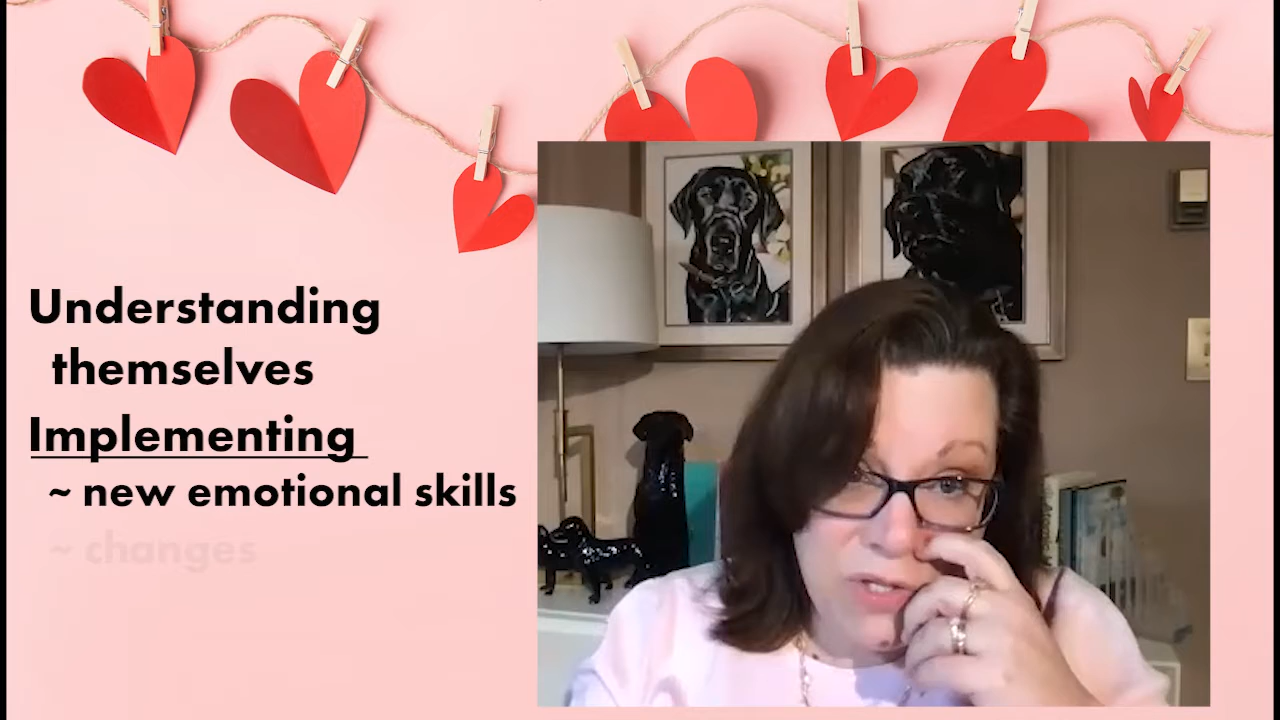 Understanding
themselves
Implementing
~ new emotional skills
~ changes